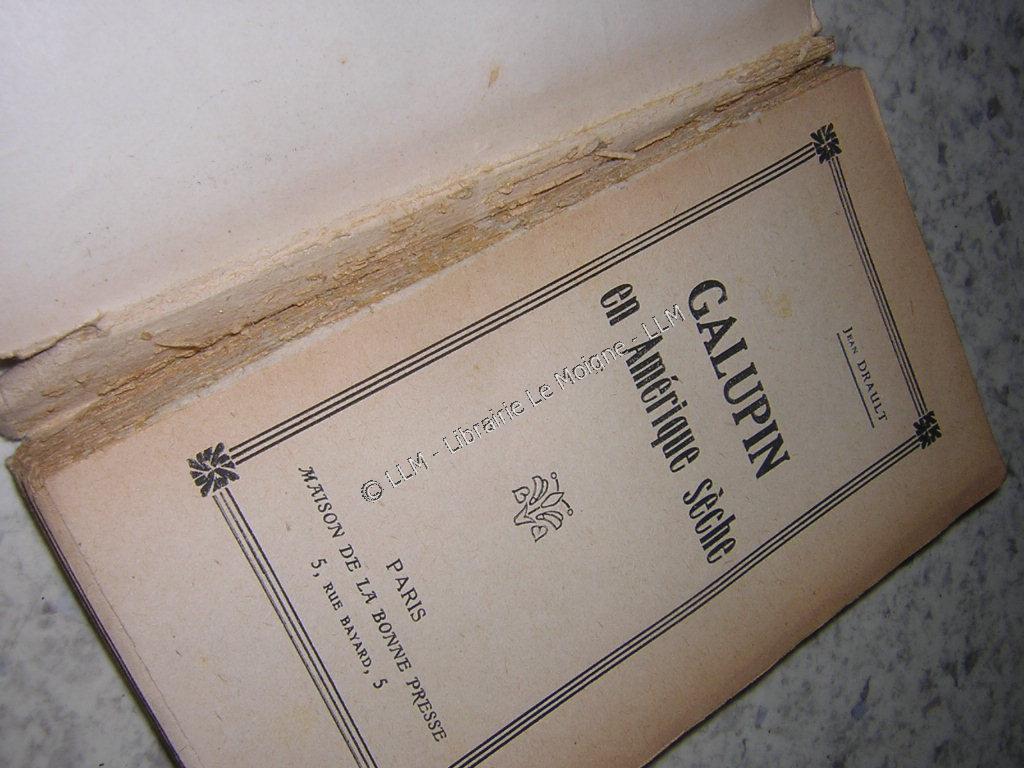 Jean Drault
GALUPIN
en Amérique sèche
PARIS
MAISON DE LA BONNE PRESSE
5, RUE BAYARD, 5
© LLM - Librairie Le Moigne - LLM